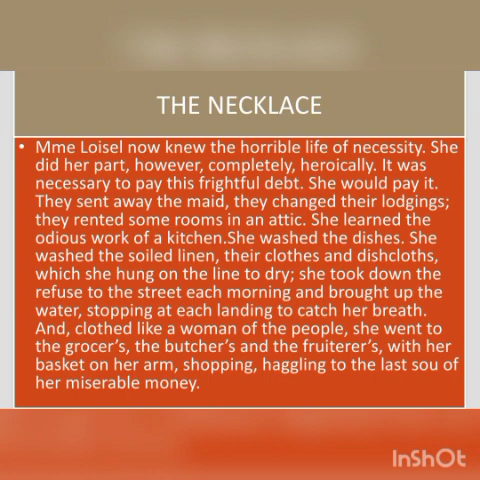 THE NECKLACE
• Mme Loisel now knew the horrible life of necessity. She
did her part, however, completely, heroically. It was
necessary to pay this frightful debt. She would pay it.
They sent away the maid, they changed their lodgings;
they rented some rooms in an attic. She learned the
odious work of a kitchen.She washed the dishes. She
washed the soiled linen, their clothes and dishcloths,
which she hung on the line to dry; she took down the
refuse to the street each morning and brought up the
water, stopping at each landing to catch her breath.
And, clothed like a woman of the people, she went to
the grocer’s, the butcher’s and the fruiterer’s, with her
basket on her arm, shopping, haggling to the last sou of
her miserable money.
InShOt